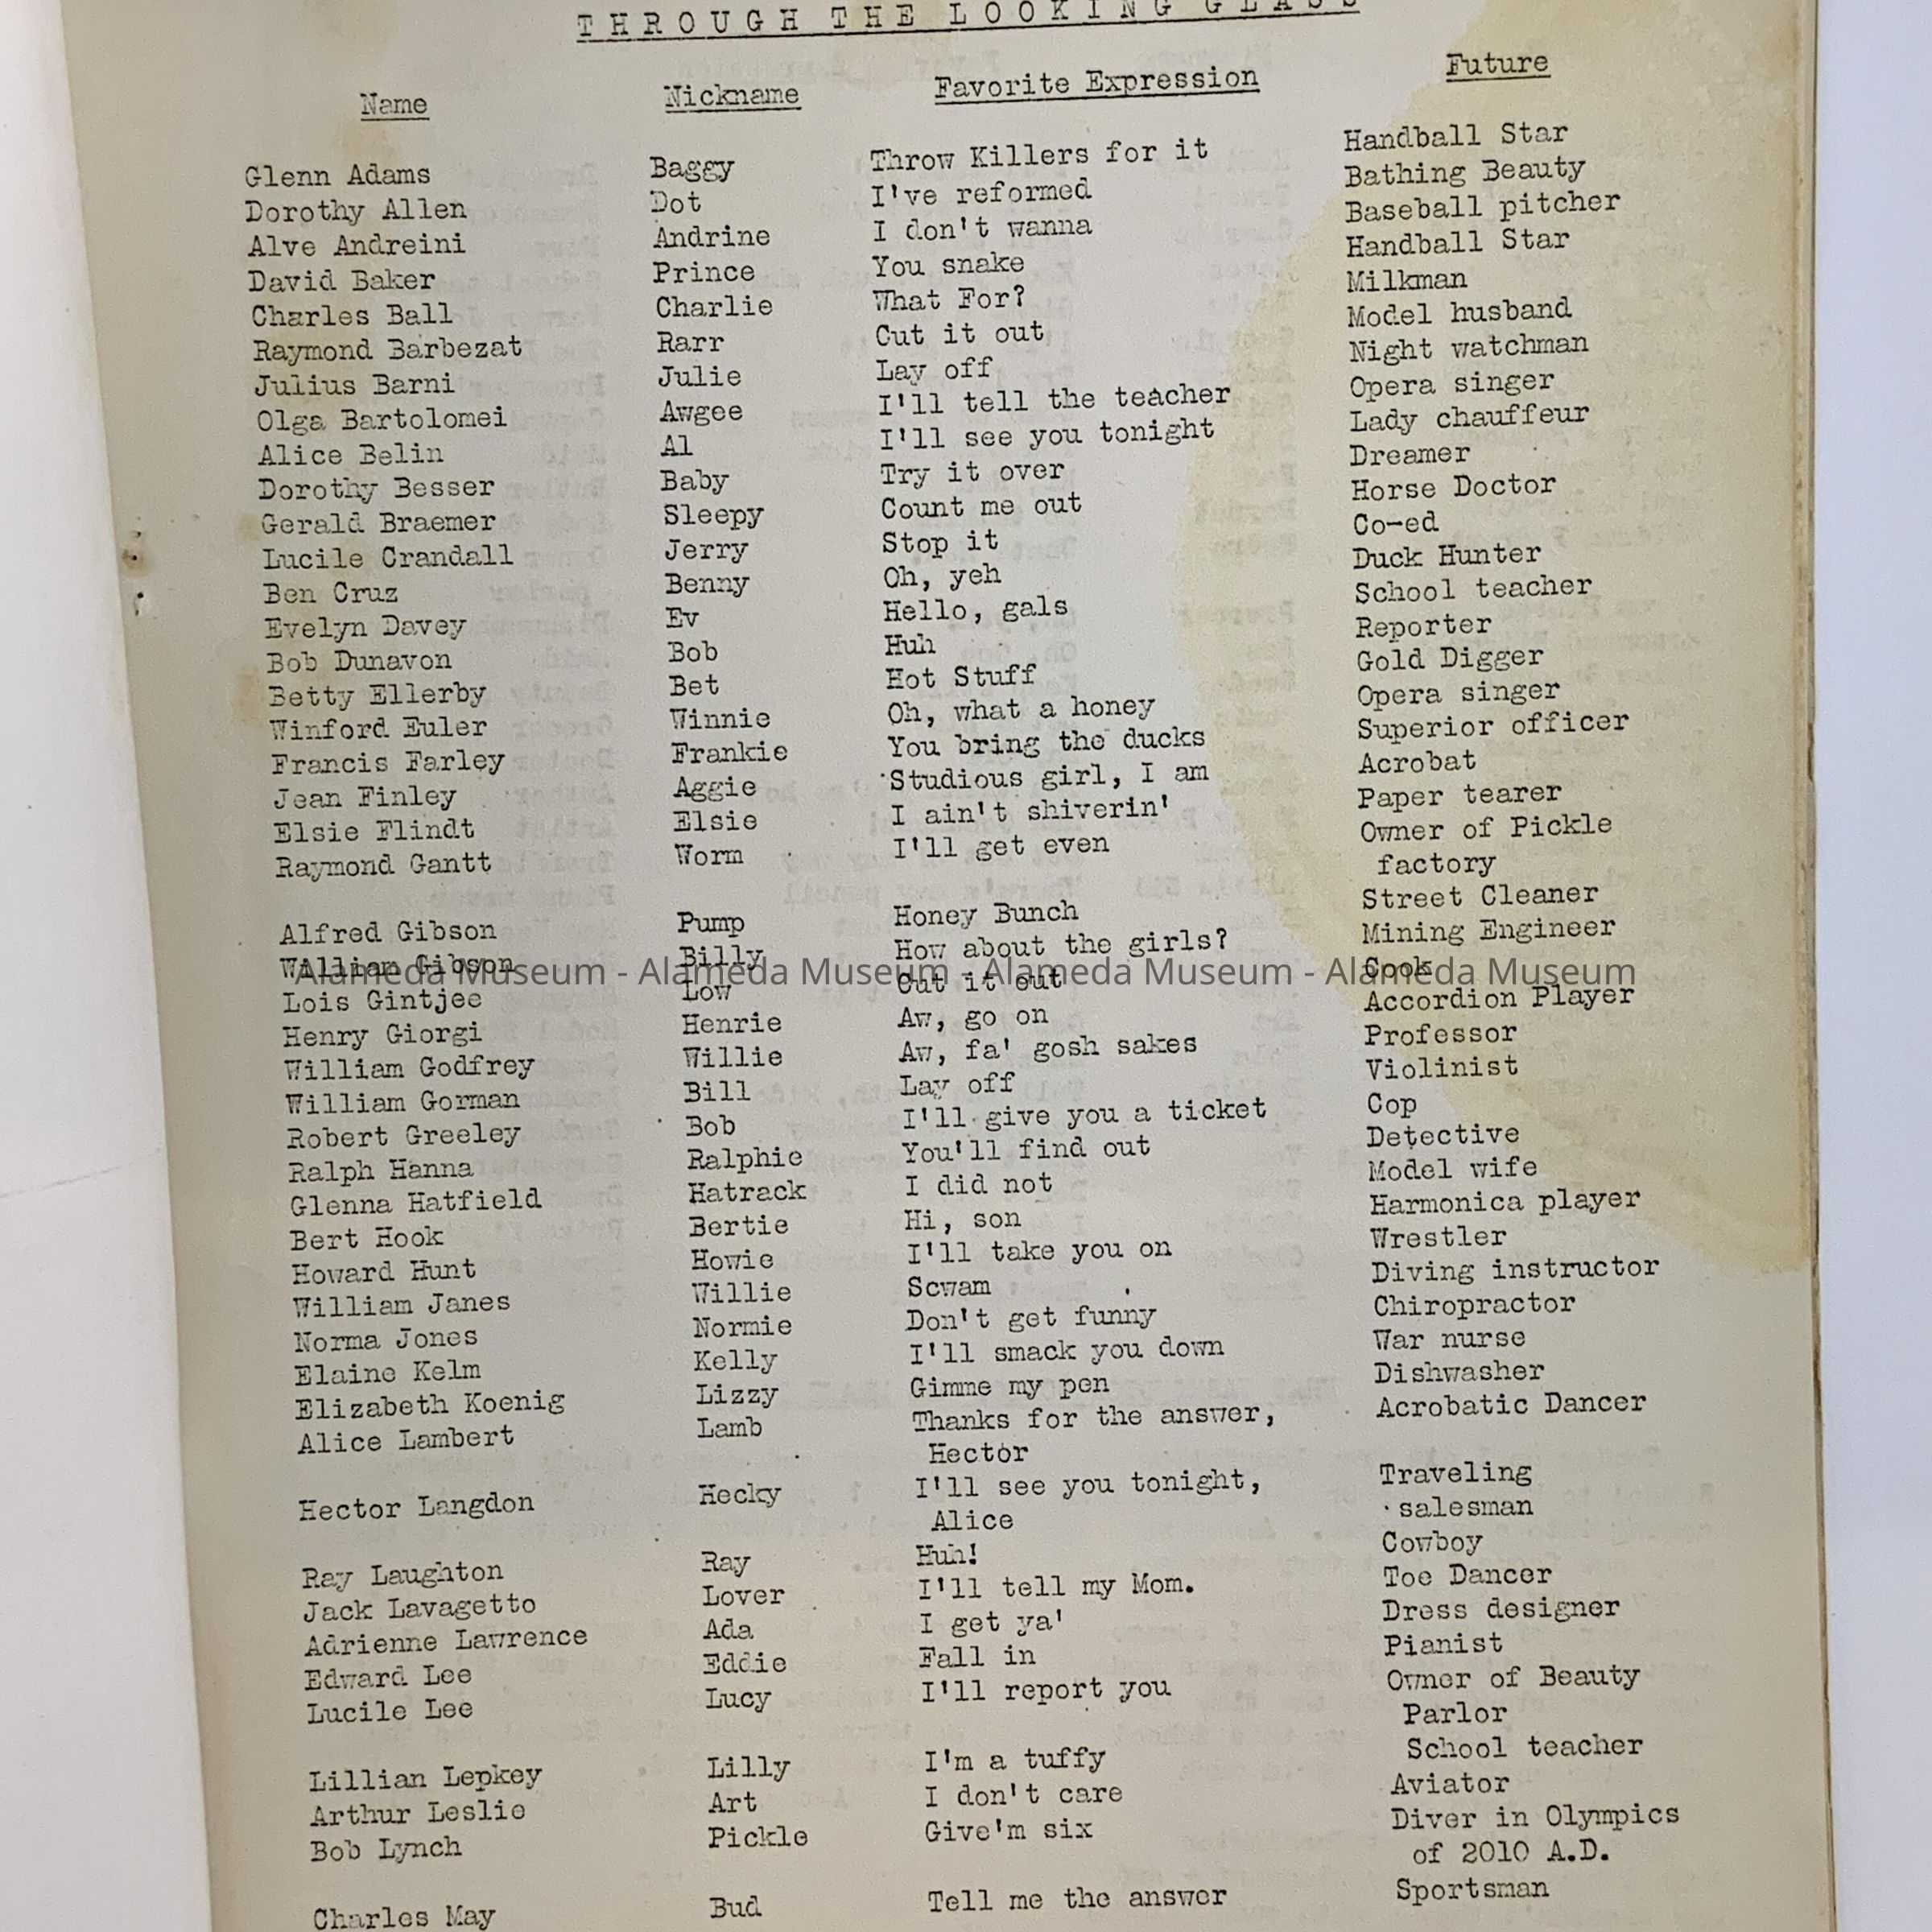 THROUGH THE LOOKING GLASS
Name Nickname Favorite Expression Future
Glenn Adams Baggy Throw Killers for it Handball Star
Dorothy Allen Dot I've reformed Bathing Beauty
Alve Andreini Andrine I don't wanna Baseball pitcher
David Baker Prince You snake Handball Star
Charles Ball Charlie What For? Milkman
Raymond Barbezat Rarr Cut it out Model husband
Julius Barni Julie Lay off Night watchman
Olga Bartolomei Awgee I'll tell the teacher Opera singer
Alice Belin Al I'll see you tonight Lady chauffeur
Dorothy Besser Baby Try it over Dreamer
Gerald Braemer Sleepy Count me out Horse Doctor
Lucile Crandall Jerry Stop it Co-ed
Ben Cruz Benny Oh, yeh Duck Hunter
Evelyn Davey Ev Hello, gals School teacher
Bob Dunavon Bob Huh Reporter
Betty Ellerby Bet Hot Stuff Gold Digger
Winford Euler Winnie Oh, what a honey Opera singer
Francis Farley Frankie You bring the ducks Superior officer
Jean Finley Aggie Studious girl, I am Acrobat
Elsie Flindt Elsie I ain't shiverin' Paper tearer
Raymond Gantt Worm I'll get even Owner of Pickle
factory
Alfred Gibson Pump Honey Bunch Street Cleaner
William Gibson Billy How about the girls? Mining Engineer
Alameda Museum - Alameda Museum - Alameda Museum - Alameda Museum
Lois Gintjee Low Cut it out Cook
Henry Giorgi Henrie Aw, go on Accordion Player
William Godfrey Willie Aw, fa' gosh sakes Professor
William Gorman Bill Lay off Violinist
Robert Greeley Bob I'll give you a ticket Cop
Ralph Hanna Ralphie You'll find out Detective
Glenna Hatfield Hatrack I did not Model wife
Bert Hook Bertie Hi, son Harmonica player
Howard Hunt Howie I'll take you on Wrestler
William Janes Willie Scwam Diving instructor
Norma Jones Normie Don't get funny Chiropractor
Elaine Kelm Kelly I'll smack you down War nurse
Elizabeth Koenig Lizzy Gimme my pen Dishwasher
Alice Lambert Lamb Thanks for the answer, Acrobatic Dancer
Hector
Hector Langdon Hecky I'll see you tonight, Traveling
Alice salesman
Ray Laughton Ray Huh! Cowboy
Jack Lavagetto Lover I'll tell my Mom. Toe Dancer
Adrienne Lawrence Ada I get ya' Dress designer
Edward Lee Eddie Fall in Pianist
Lucile Lee Lucy I'll report you Owner of Beauty
Parlor
Lillian Lepkey Lilly I'm a tuffy School teacher
Arthur Leslie Art I don't care Aviator
Bob Lynch Pickle Give'm six Diver in Olympics
of 2010 A.D.
Charles May Bud Tell me the answer Sportsman